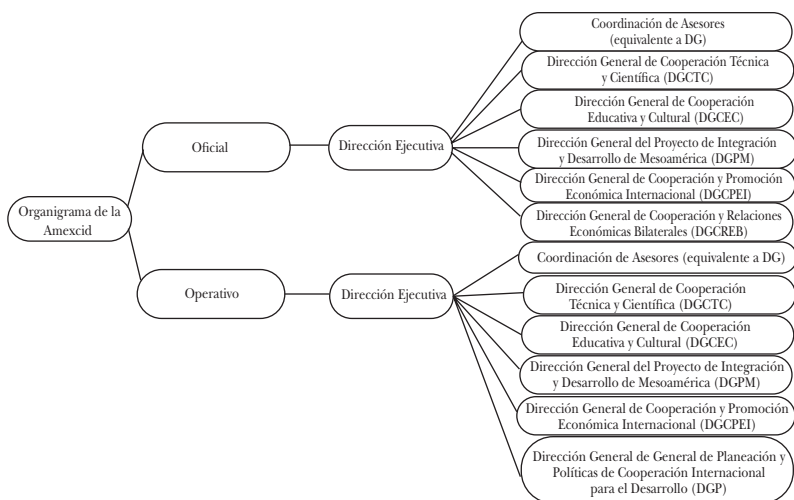 Organigrama de la
Amexcid
Oficial
Dirección Ejecutiva
Coordinación de Asesores
(equivalente a DG)
Dirección General de Cooperación Técnica
y Científica (DGCTC)
Dirección General de Cooperación
Educativa y Cultural (DGCEC)
Dirección General del Proyecto de Integración
y Desarrollo de Mesoamérica (DGPM)
Dirección General de Cooperación y Promoción
Económica Internacional (DGCPEI)
Dirección General de Cooperación y Relaciones
Económicas Bilaterales (DGCREB)
Operativo
Dirección Ejecutiva
Coordinación de Asesores (equivalente a DG)
Dirección General de Cooperación
Técnica y Científica (DGCTC)
Dirección General de Cooperación
Educativa y Cultural (DGCEC)
Dirección General del Proyecto de Integración
y Desarrollo de Mesoamérica (DGPM)
Dirección General de Cooperación y Promoción
Económica Internacional (DGCPEI)
Dirección General de General de Planeación y
Políticas de Cooperación Internacional
para el Desarrollo (DGP)